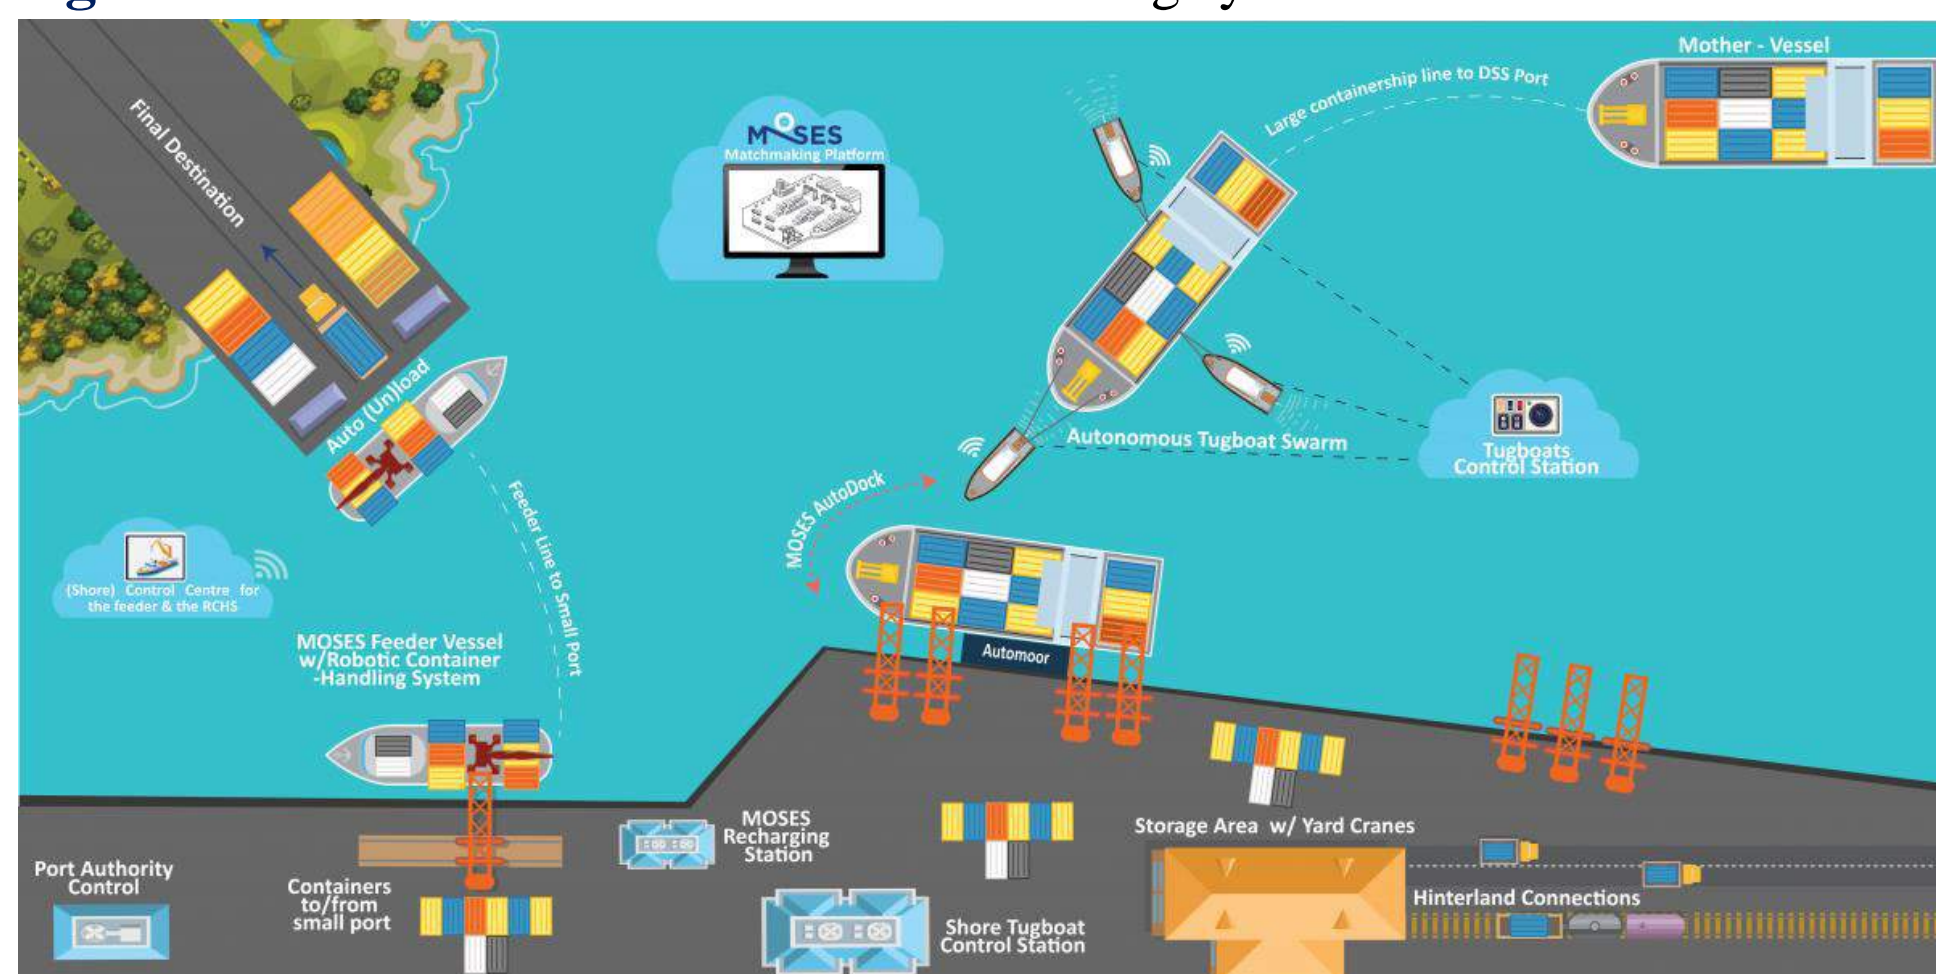 Mother - Vessel
Large containership line to DSS Port
Final Destination
MOSES
Matchmaking Platform
Auto (Un)load
Autonomous Tugboat Swarm
Tugboats
Control Station
MOSES AutoDock
Feeder Line to Small Port
(Shore) Control Centre for
the feeder & the RCHS
MOSES Feeder Vessel
w/Robotic Container
-Handling System
Automoor
MOSES
Recharging
Station
Storage Area w/ Yard Cranes
Port Authority
Control
Containers
to/from
small port
Hinterland Connections
Shore Tugboat
Control Station